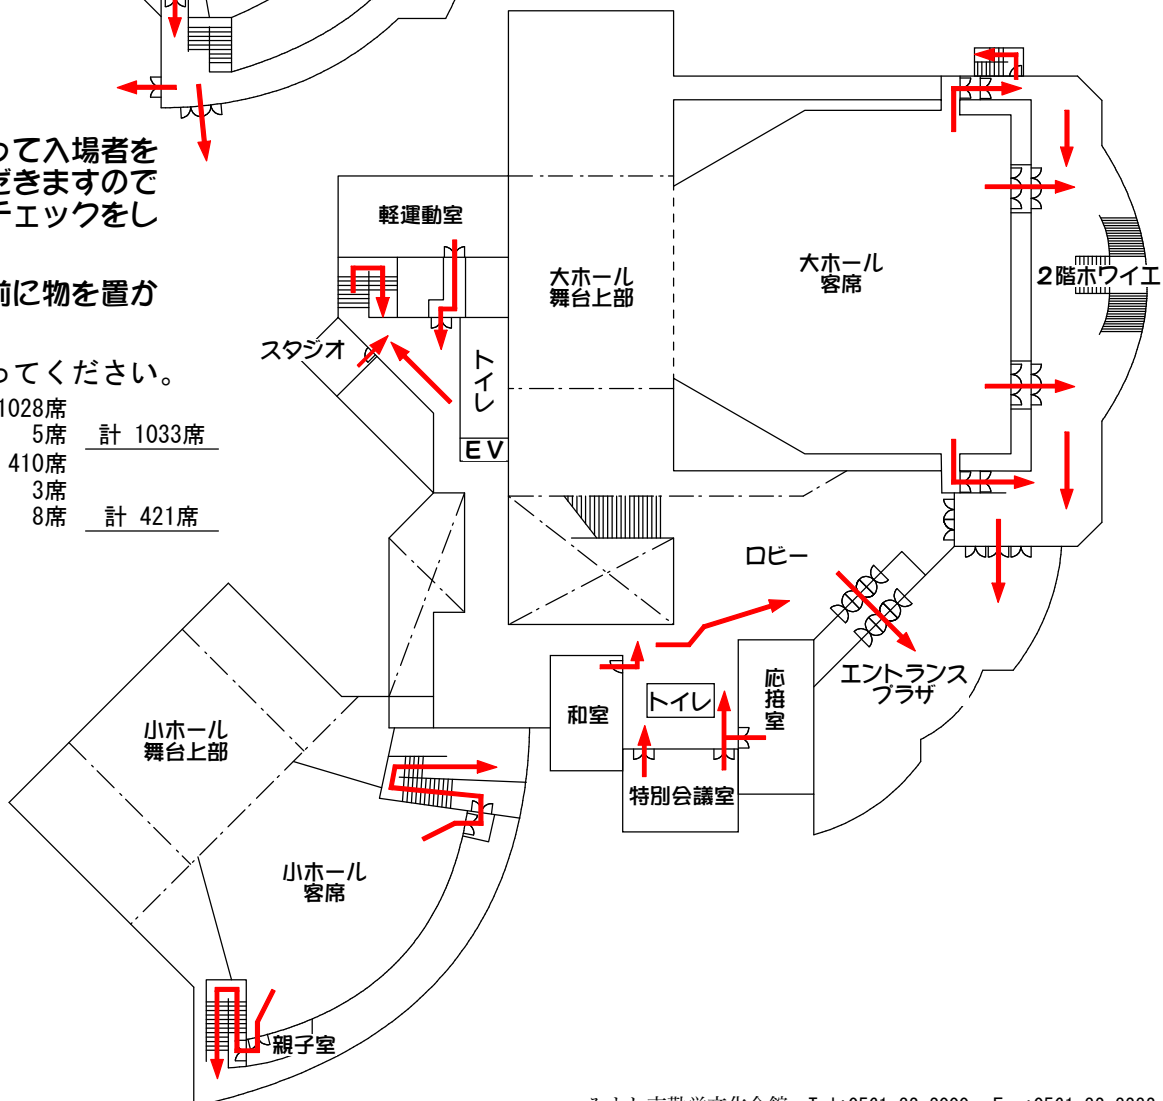 って入場者を
ざきますので
チェックをし
前に物を置か
ってください。
1028席
5席 計 1033席
410席
3席
8席 計 421席
軽運動室
スタジオ
トイレ
EV
大ホール
舞台上部
大ホール
客席
2階ホワイエ
ロビー
エントランス
プラザ
応接室
トイレ
和室
特別会議室
小ホール
舞台上部
小ホール
客席
親子室